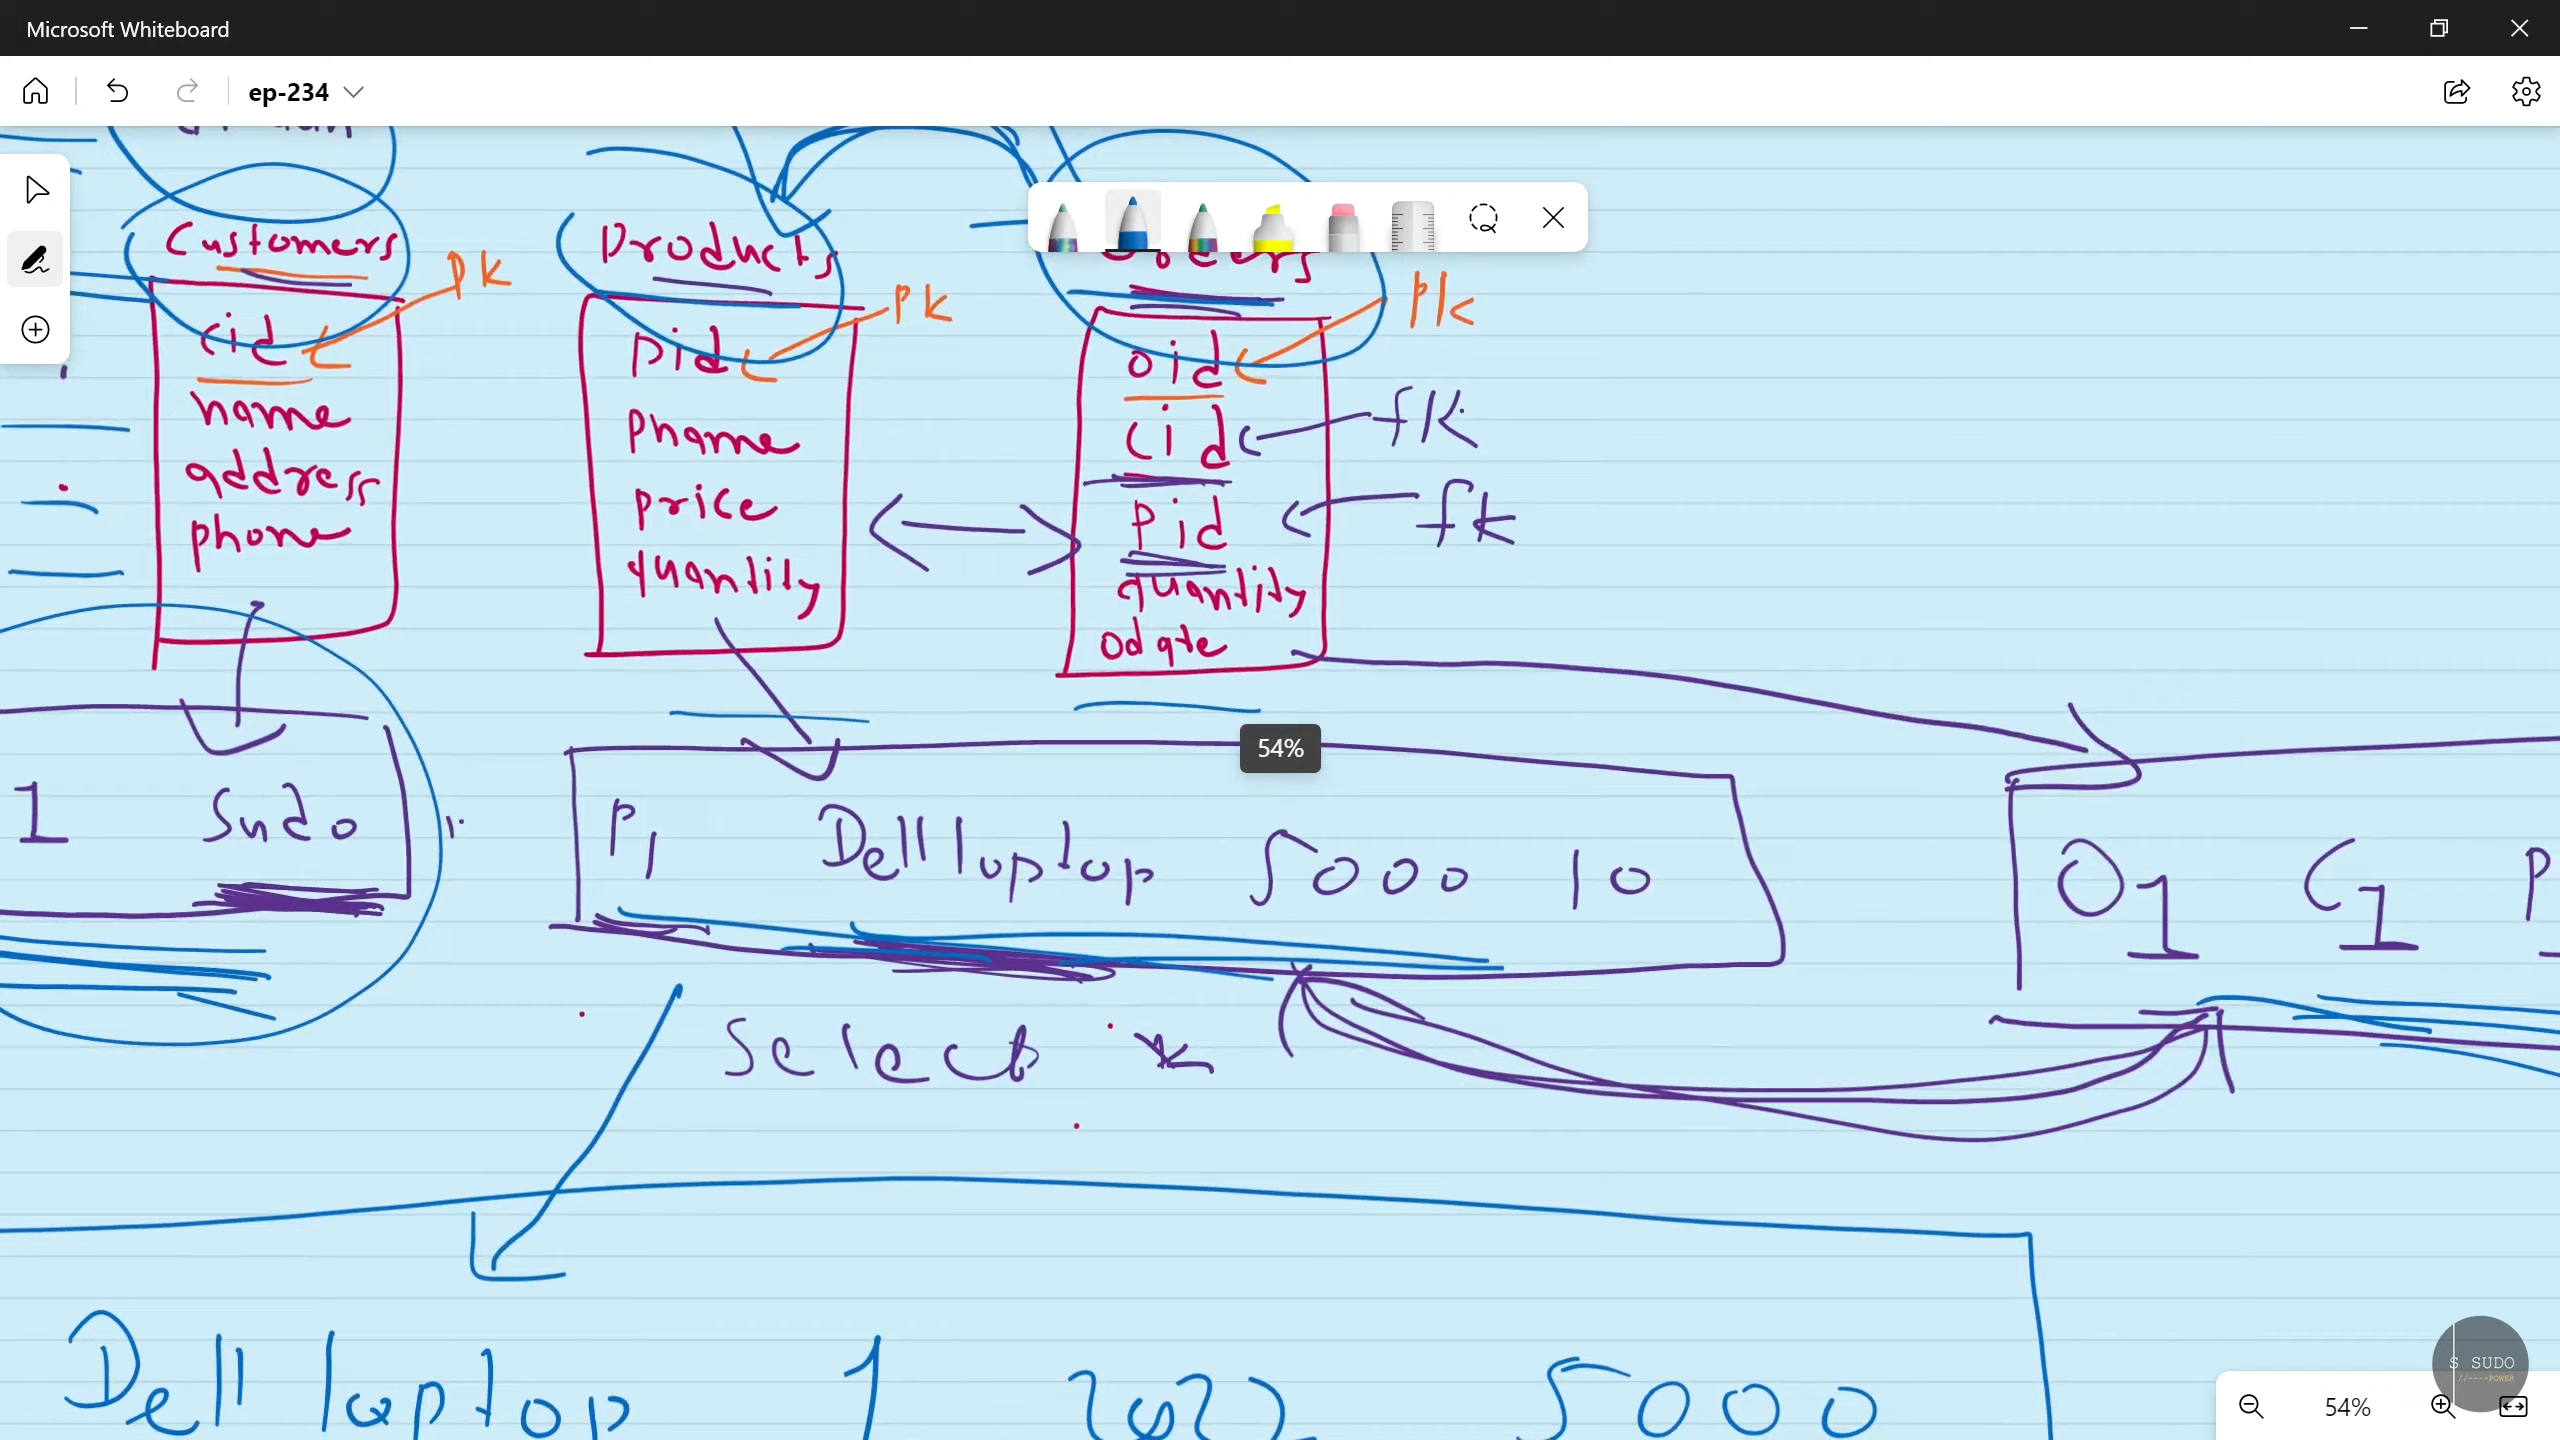 Microsoft Whiteboard
ep-234
Customers
pk
cid
name
address
phone
Products
pk
pid
pname
price
quantity
pk
oid
cid
fk
pid
fk
quantity
odate
54%
1 Sudo
P1 Dell laptop 5000 10
O1 C1 P
Select *
Dell laptop 1 2022 5000
S SUDO
//----POWER
54%